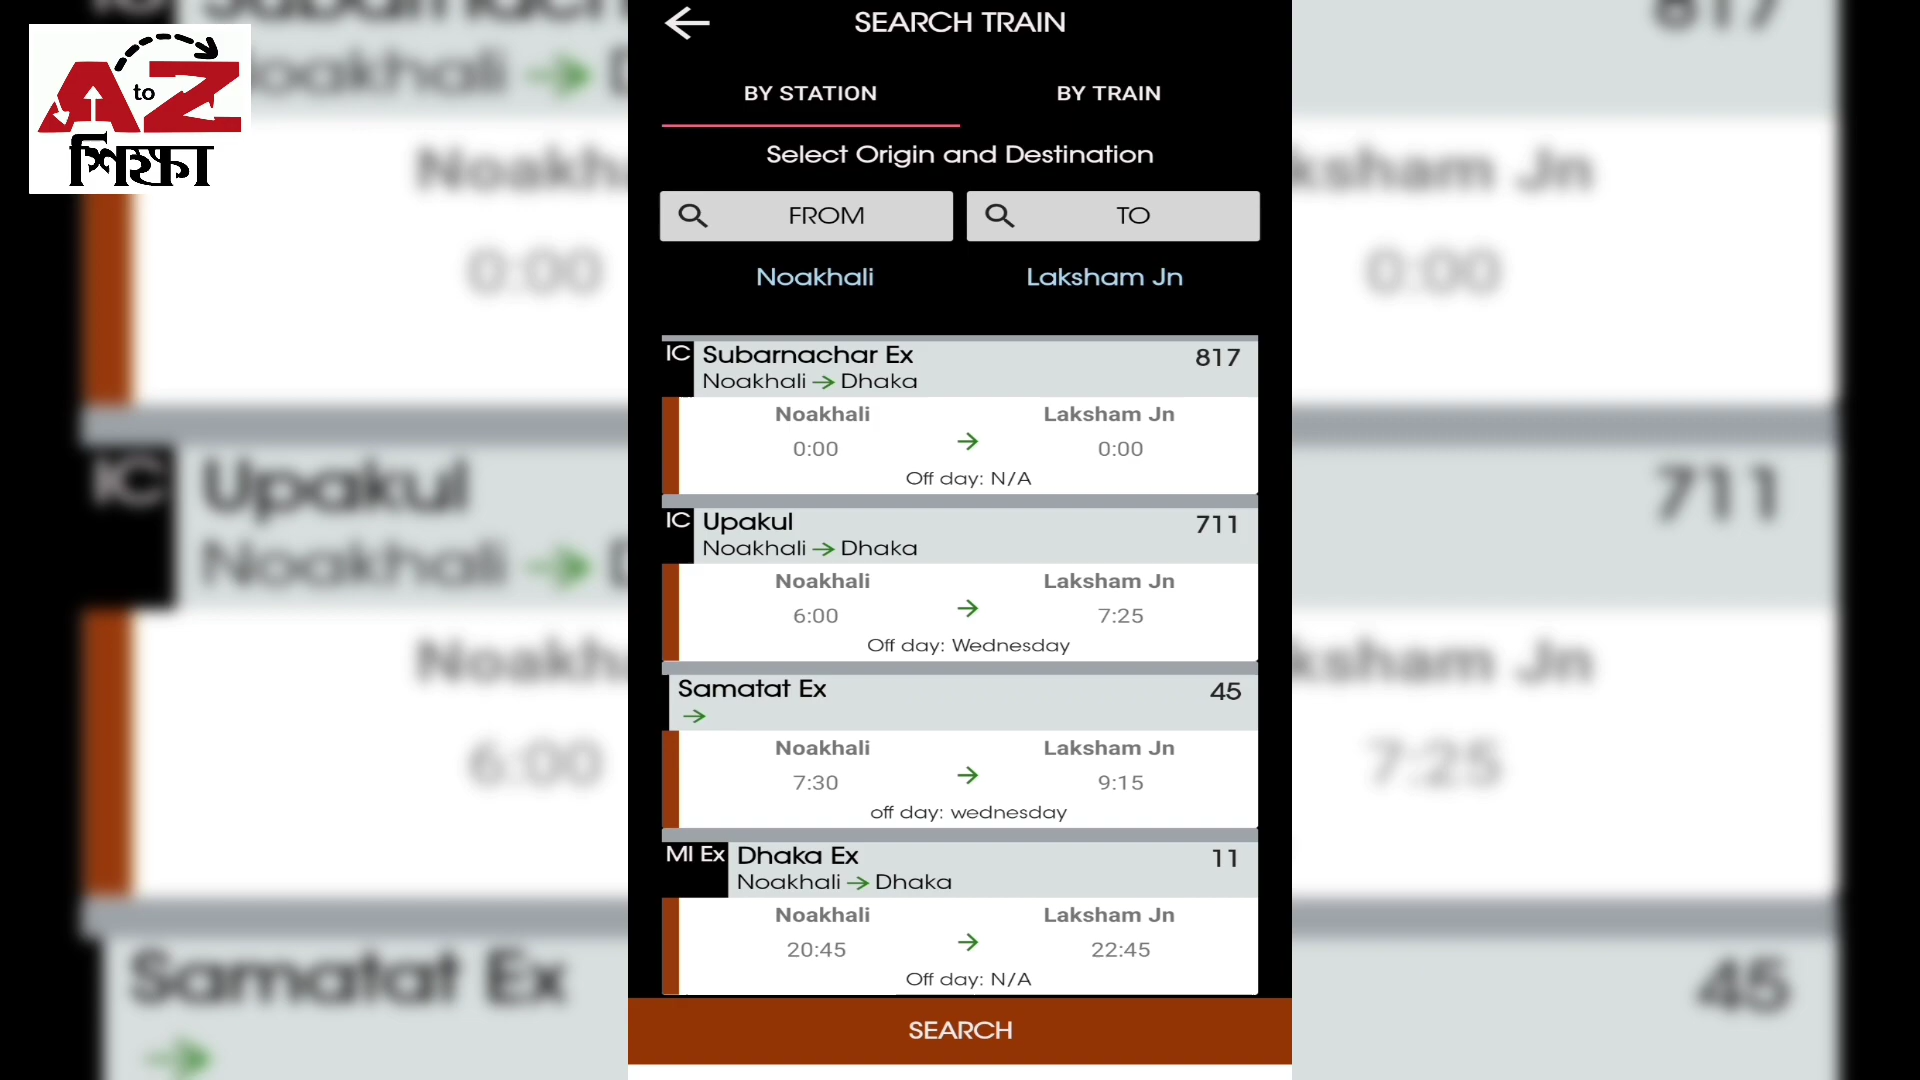 A to Z
শিক্ষা
SEARCH TRAIN
BY STATION
BY TRAIN
Select Origin and Destination
FROM
TO
Noakhali
Laksham Jn
IC
Subarnachar Ex
817
Noakhali → Dhaka
Noakhali
Laksham Jn
0:00
→
0:00
Off day: N/A
IC
Upakul
711
Noakhali → Dhaka
Noakhali
Laksham Jn
6:00
→
7:25
Off day: Wednesday
Samatat Ex
45
→
Noakhali
Laksham Jn
7:30
→
9:15
off day: wednesday
MI Ex
Dhaka Ex
11
Noakhali → Dhaka
Noakhali
Laksham Jn
20:45
→
22:45
Off day: N/A
SEARCH